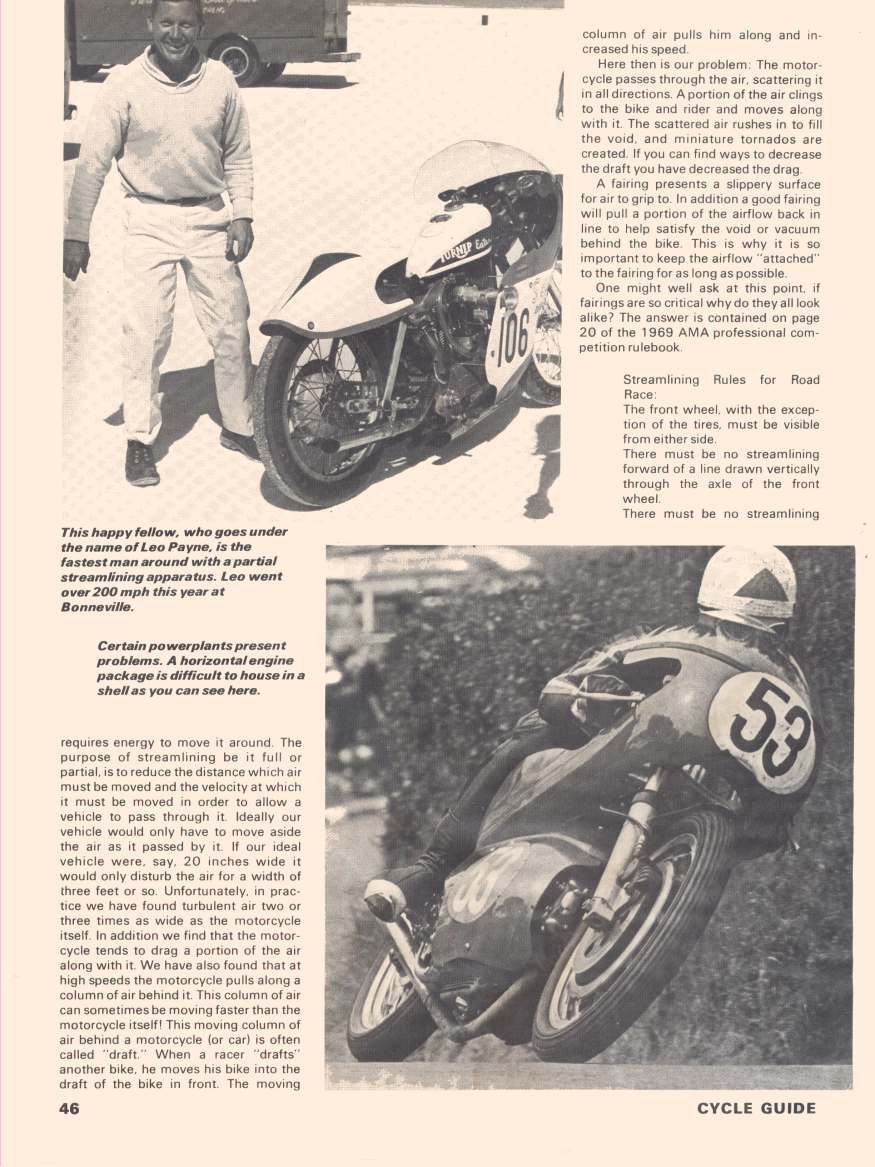 column of air pulls him along and in-
creased his speed.
Here then is our problem: The motor-
cycle passes through the air, scattering it
in all directions. A portion of the air clings
to the bike and rider and moves along
with it. The scattered air rushes in to fill
the void, and miniature tornados are
created. If you can find ways to decrease
the draft you have decreased the drag.
A fairing presents a slippery surface
for air to grip to. In addition a good fairing
will pull a portion of the airflow back in
line to help satisfy the void or vacuum
behind the bike. This is why it is so
important to keep the airflow "attached"
to the fairing for as long as possible.
One might well ask at this point, if
fairings are so critical why do they all look
alike? The answer is contained on page
20 of the 1969 AMA professional com-
petition rulebook.
Streamlining Rules for Road
Race:
The front wheel, with the excep-
tion of the tires, must be visible
from either side.
There must be no streamlining
forward of a line drawn vertically
through the axle of the front
wheel.
There must be no streamlining
TURNIP Eater
106
This happy fellow, who goes under
the name of Leo Payne, is the
fastest man around with a partial
streamlining apparatus. Leo went
over 200 mph this year at
Bonneville.
Certain powerplants present
problems. A horizontal engine
package is difficult to house in a
shell as you can see here.
53
53
requires energy to move it around. The
purpose of streamlining be it full or
partial, is to reduce the distance which air
must be moved and the velocity at which
it must be moved in order to allow a
vehicle to pass through it. Ideally our
vehicle would only have to move aside
the air as it passed by it. If our ideal
vehicle were, say, 20 inches wide it
would only disturb the air for a width of
three feet or so. Unfortunately, in prac-
tice we have found turbulent air two or
three times as wide as the motorcycle
itself. In addition we find that the motor-
cycle tends to drag a portion of the air
along with it. We have also found that at
high speeds the motorcycle pulls along a
column of air behind it. This column of air
can sometimes be moving faster than the
motorcycle itself! This moving column of
air behind a motorcycle (or car) is often
called "draft." When a racer "drafts"
another bike, he moves his bike into the
draft of the bike in front. The moving
46
CYCLE GUIDE